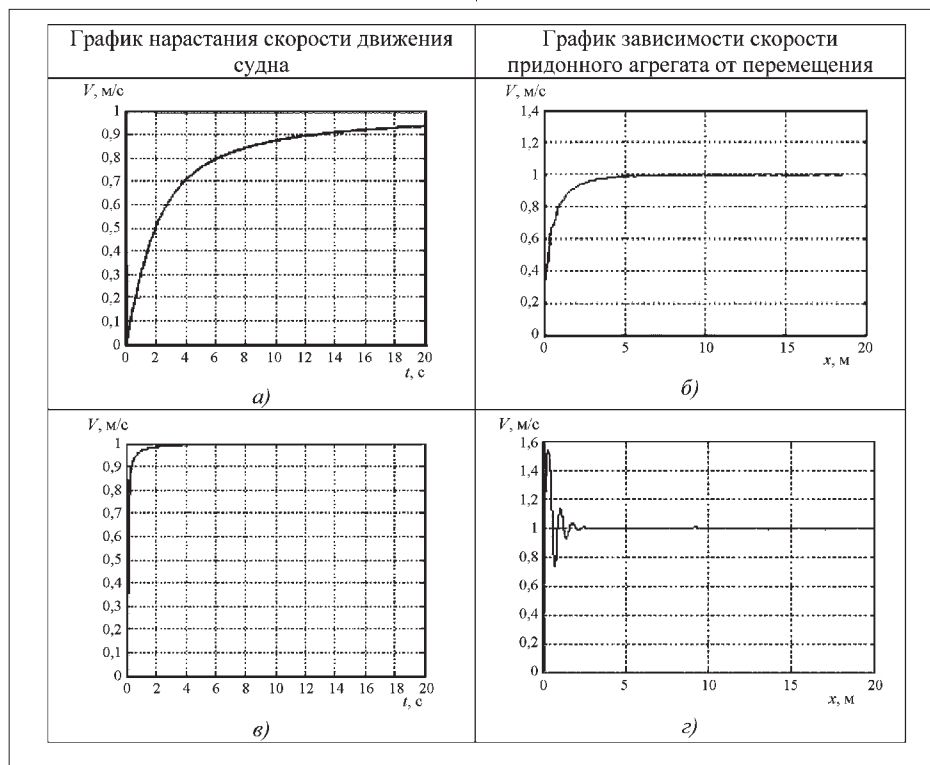 График нарастания скорости движения
судна
График зависимости скорости
придонного агрегата от перемещения
V, м/с
1
0,9
0,8
0,7
0,6
0,5
0,4
0,3
0,2
0,1
0
0 2 4 6 8 10 12 14 16 18 20
t, с
а)
V, м/с
1,4
1,2
1
0,8
0,6
0,4
0,2
0
0 5 10 15 20
x, м
б)
V, м/с
1
0,9
0,8
0,7
0,6
0,5
0,4
0,3
0,2
0,1
0
0 2 4 6 8 10 12 14 16 18 20
t, с
в)
V, м/с
1,6
1,4
1,2
1
0,8
0,6
0,4
0,2
0
0 5 10 15 20
x, м
г)